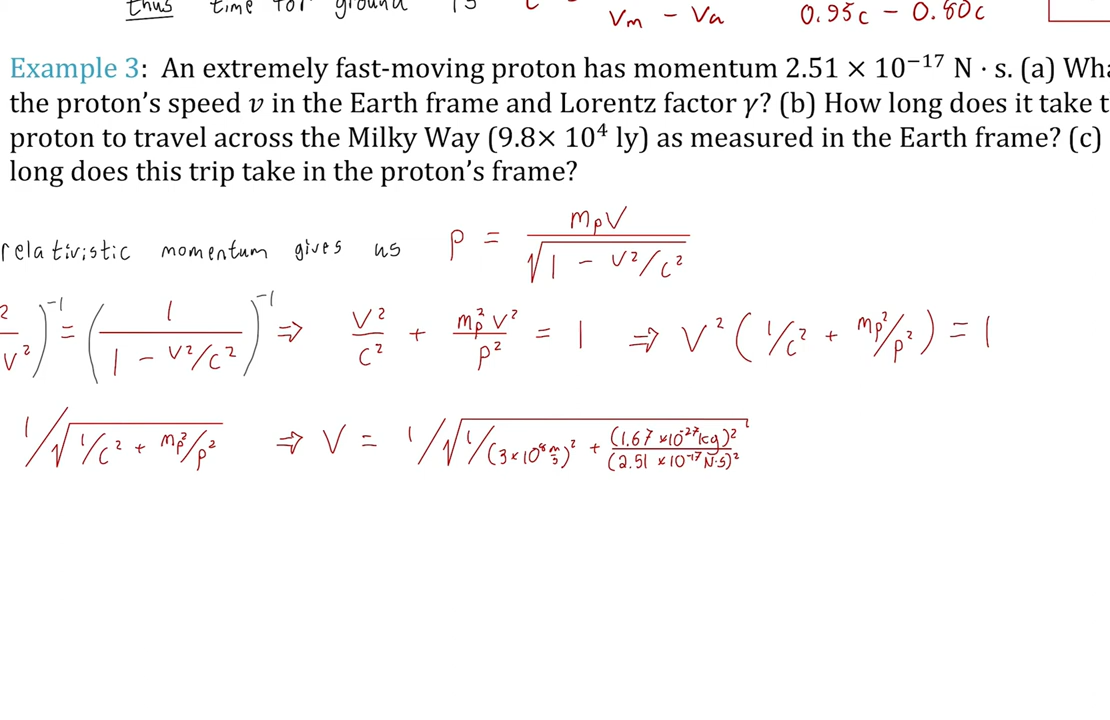 thus time for ground is t = Vm - Va 0.95c - 0.80c
Example 3: An extremely fast-moving proton has momentum 2.51 × 10⁻¹⁷ N · s. (a) Wha
the proton's speed v in the Earth frame and Lorentz factor γ? (b) How long does it take t
proton to travel across the Milky Way (9.8× 10⁴ ly) as measured in the Earth frame? (c)
long does this trip take in the proton's frame?
relativistic momentum gives us p = mₚV / √(1 - V²/c²)
2 / V²)⁻¹ = (1 / (1 - V²/c²))⁻¹ ⇒ V²/c² + mₚ²V²/p² = 1 ⇒ V²(1/c² + mₚ²/p²) = 1
1/√(1/c² + mₚ²/p²) ⇒ V = 1/√(1/(3×10⁸ m/s)² + (1.67 ×10⁻²⁷kg)²/(2.51 ×10⁻¹⁷N·s)²)